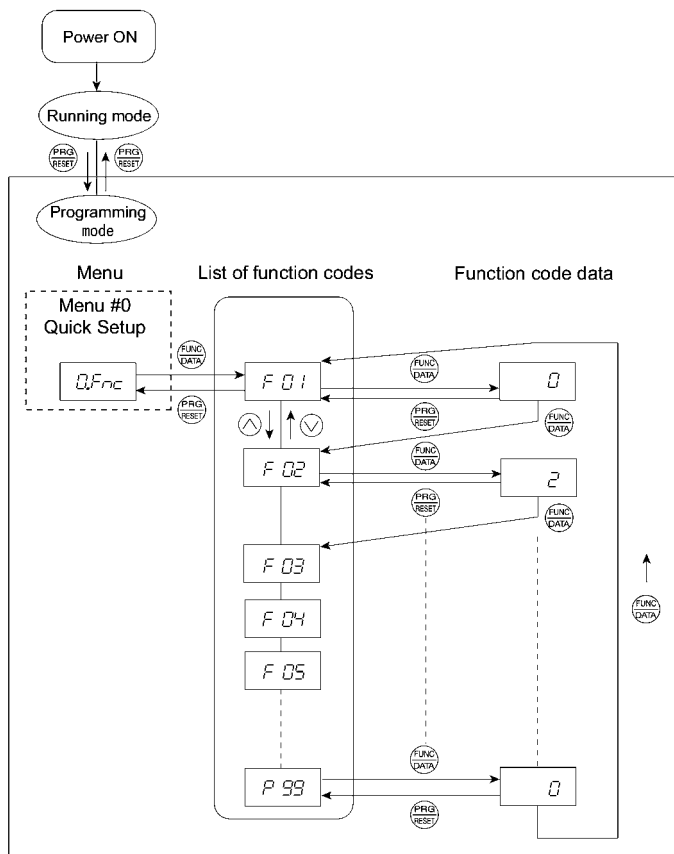 Power ON
Running mode
PRG
RESET
PRG
RESET
Programming
mode
Menu
List of function codes
Function code data
Menu #0
Quick Setup
FUNC
DATA
0.Fnc
PRG
RESET
F 01
FUNC
DATA
0
PRG
RESET
FUNC
DATA
F 02
FUNC
DATA
2
PRG
RESET
FUNC
DATA
F 03
FUNC
DATA
F 04
F 05
FUNC
DATA
P 99
0
PRG
RESET